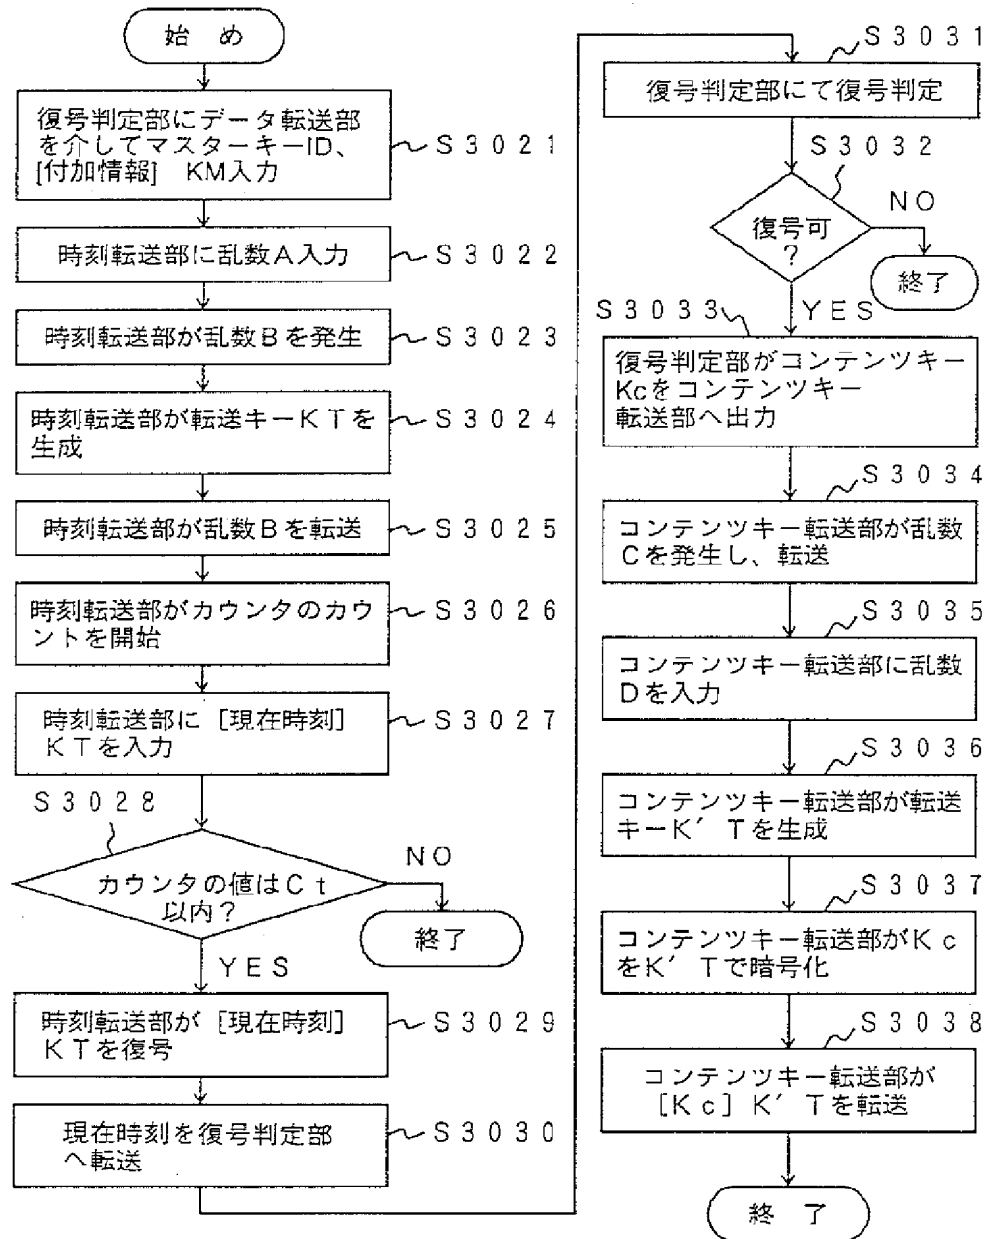 始 め
復号判定部にデータ転送部
を介してマスターキーID、
[付加情報] KM入力
S3021
時刻転送部に乱数A入力
S3022
時刻転送部が乱数Bを発生
S3023
時刻転送部が転送キーKTを
生成
S3024
時刻転送部が乱数Bを転送
S3025
時刻転送部がカウンタのカウ
ントを開始
S3026
時刻転送部に [現在時刻]
KTを入力
S3027
S3028
カウンタの値はCt
以内？
NO
終了
YES
時刻転送部が [現在時刻]
KTを復号
S3029
現在時刻を復号判定部
へ転送
S3030
S3031
復号判定部にて復号判定
S3032
復号可
？
NO
終了
YES
S3033
復号判定部がコンテンツキー
Kcをコンテンツキー
転送部へ出力
S3034
コンテンツキー転送部が乱数
Cを発生し、転送
S3035
コンテンツキー転送部に乱数
Dを入力
S3036
コンテンツキー転送部が転送
キーK′Tを生成
S3037
コンテンツキー転送部がKc
をK′Tで暗号化
S3038
コンテンツキー転送部が
[Kc] K′Tを転送
終 了